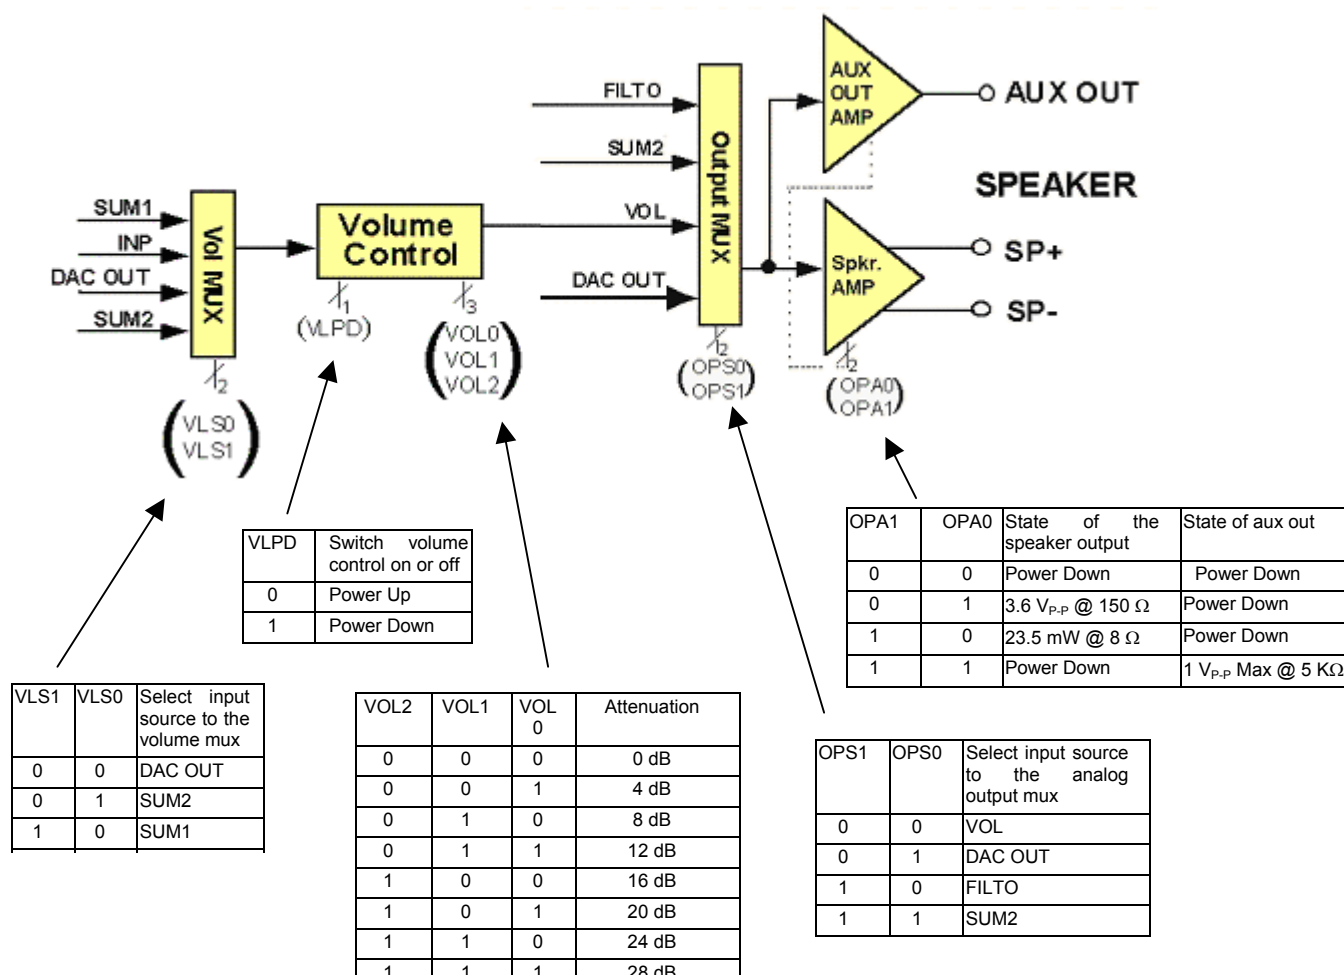 FILTO
SUM2
VOL
DAC OUT
Output MUX
OPS0
OPS1
2
AUX
OUT
AMP
AUX OUT
SPEAKER
Spkr.
AMP
SP+
SP-
2
OPA0
OPA1
SUM1
INP
DAC OUT
SUM2
Vol MUX
2
VLS0
VLS1
Volume
Control
1
(VLPD)
3
VOL0
VOL1
VOL2
VLPD Switch volume
control on or off
0 Power Up
1 Power Down
OPA1 OPA0 State of the State of aux out
speaker output
0 0 Power Down Power Down
0 1 3.6 VP-P @ 150 Ω Power Down
1 0 23.5 mW @ 8 Ω Power Down
1 1 Power Down 1 VP-P Max @ 5 KΩ
VLS1 VLS0 Select input
source to the
volume mux
0 0 DAC OUT
0 1 SUM2
1 0 SUM1
VOL2 VOL1 VOL Attenuation
0
0 0 0 0 dB
0 0 1 4 dB
0 1 0 8 dB
0 1 1 12 dB
1 0 0 16 dB
1 0 1 20 dB
1 1 0 24 dB
1 1 1 28 dB
OPS1 OPS0 Select input source
to the analog
output mux
0 0 VOL
0 1 DAC OUT
1 0 FILTO
1 1 SUM2